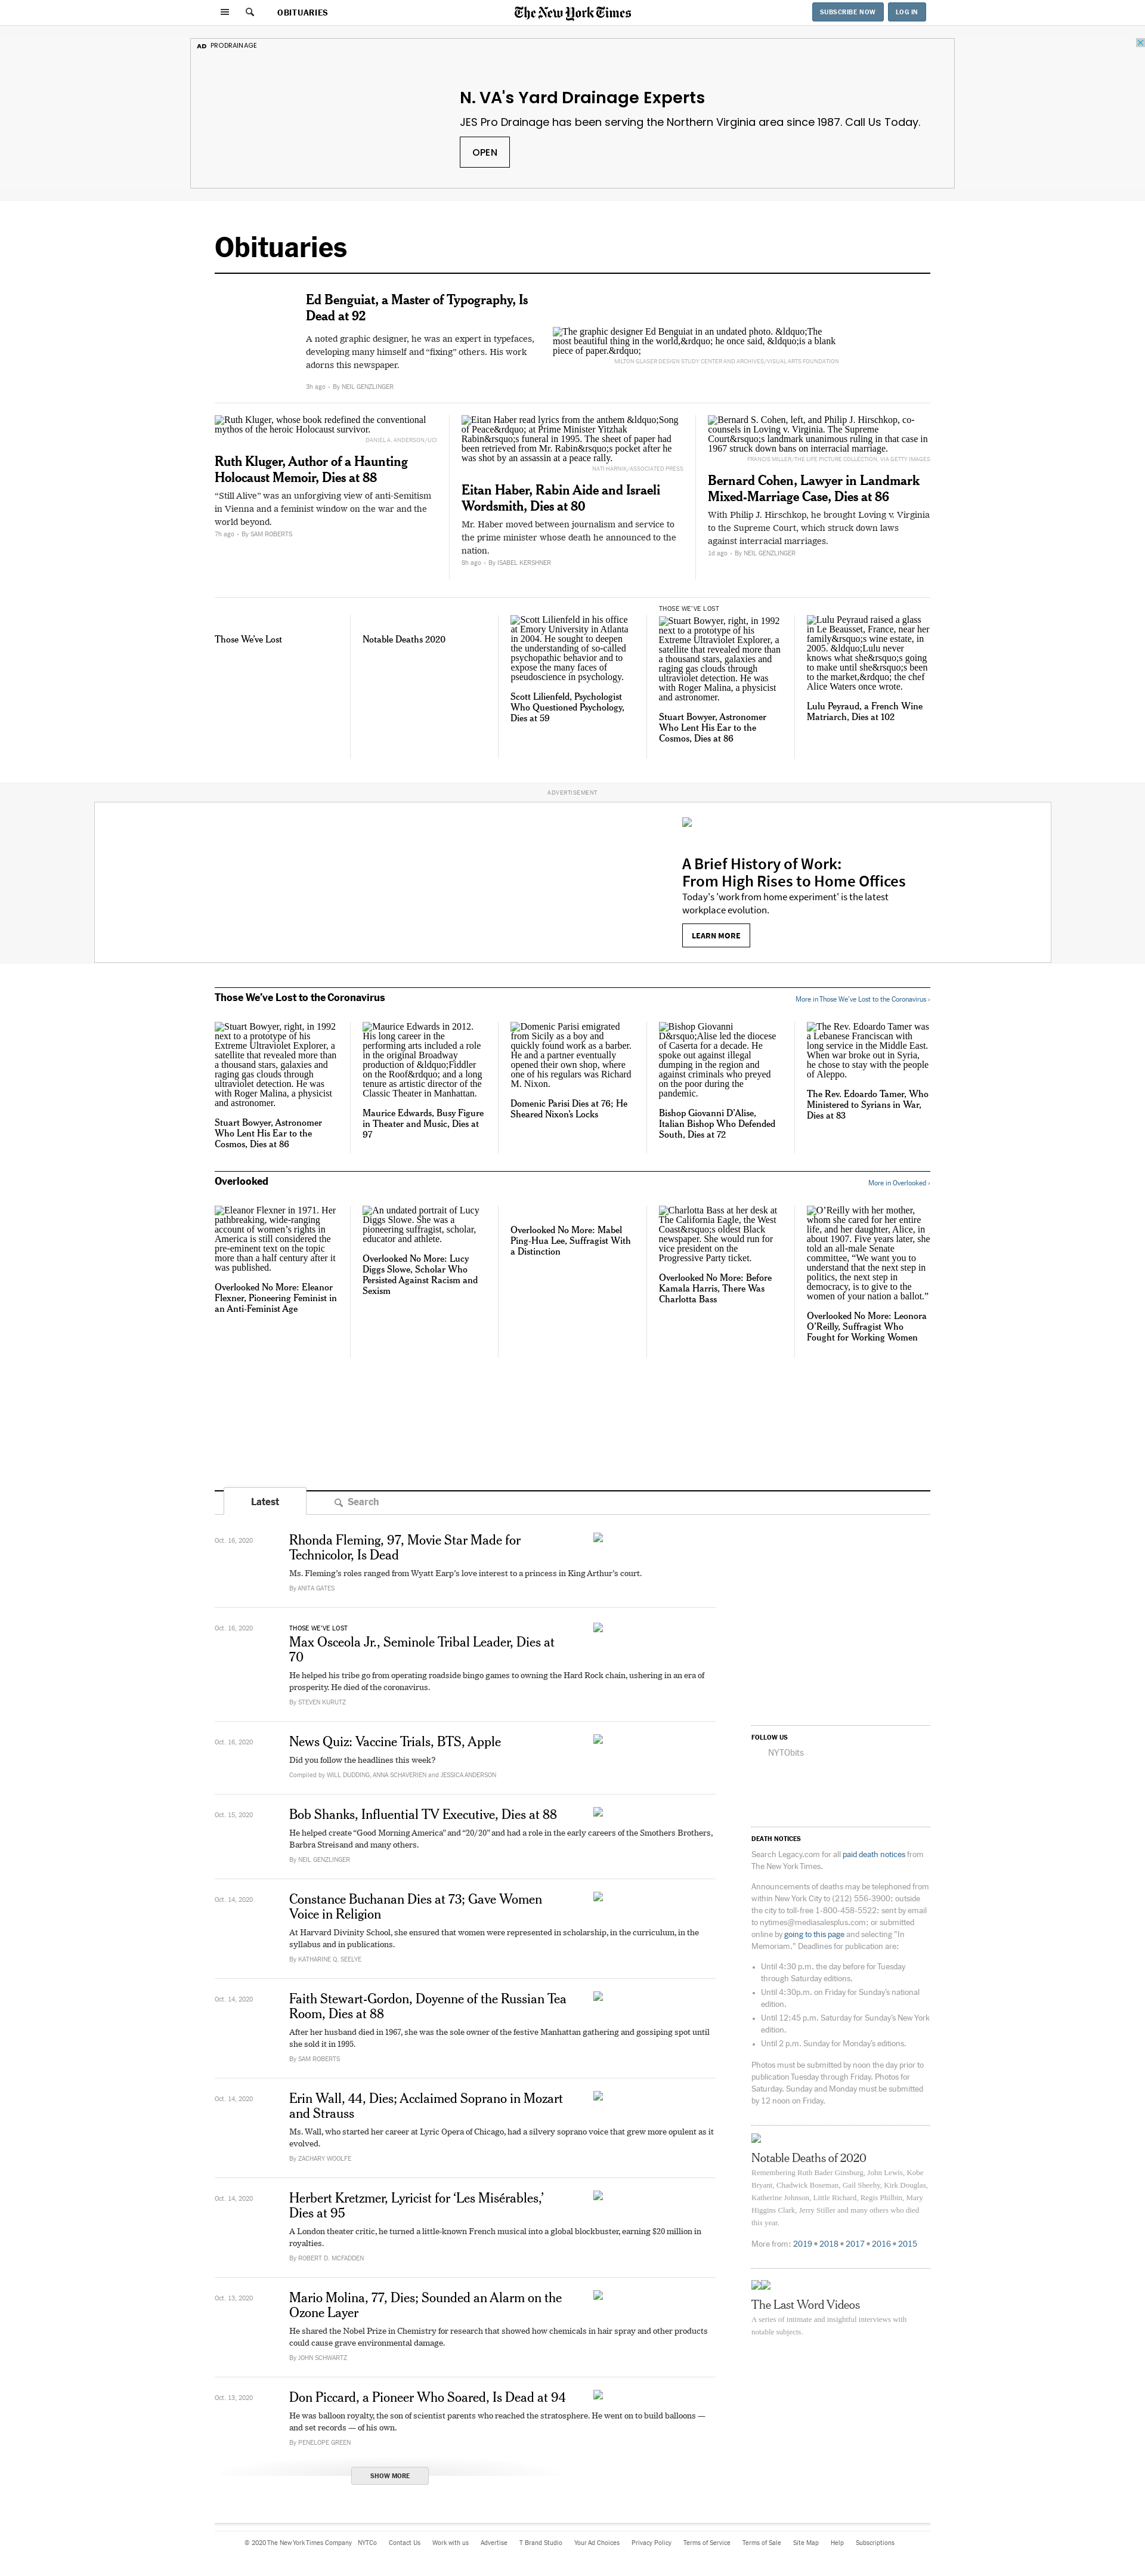 OBITUARIES
The New York Times
SUBSCRIBE NOW
LOG IN
AD PRODRAINAGE
N. VA's Yard Drainage Experts
JES Pro Drainage has been serving the Northern Virginia area since 1987. Call Us Today.
OPEN
Obituaries
Ed Benguiat, a Master of Typography, Is
Dead at 92
A noted graphic designer, he was an expert in typefaces,
developing many himself and “fixing” others. His work
adorns this newspaper.
3h ago - By NEIL GENZLINGER
The graphic designer Ed Benguiat in an undated photo. &ldquo;The
most beautiful thing in the world,&rdquo; he once said, &ldquo;is a blank
piece of paper.&rdquo;
MILTON GLASER DESIGN STUDY CENTER AND ARCHIVES/VISUAL ARTS FOUNDATION
Ruth Kluger, whose book redefined the conventional
mythos of the heroic Holocaust survivor.
DANIEL A. ANDERSON/UCI
Ruth Kluger, Author of a Haunting
Holocaust Memoir, Dies at 88
“Still Alive” was an unforgiving view of anti-Semitism
in Vienna and a feminist window on the war and the
world beyond.
7h ago - By SAM ROBERTS
Eitan Haber read lyrics from the anthem &ldquo;Song
of Peace&rdquo; at Prime Minister Yitzhak
Rabin&rsquo;s funeral in 1995. The sheet of paper had
been retrieved from Mr. Rabin&rsquo;s pocket after he
was shot by an assassin at a peace rally.
NATI HARNIK/ASSOCIATED PRESS
Eitan Haber, Rabin Aide and Israeli
Wordsmith, Dies at 80
Mr. Haber moved between journalism and service to
the prime minister whose death he announced to the
nation.
8h ago - By ISABEL KERSHNER
Bernard S. Cohen, left, and Philip J. Hirschkop, co-
counsels in Loving v. Virginia. The Supreme
Court&rsquo;s landmark unanimous ruling in that case in
1967 struck down bans on interracial marriage.
FRANCIS MILLER/THE LIFE PICTURE COLLECTION, VIA GETTY IMAGES
Bernard Cohen, Lawyer in Landmark
Mixed-Marriage Case, Dies at 86
With Philip J. Hirschkop, he brought Loving v. Virginia
to the Supreme Court, which struck down laws
against interracial marriages.
1d ago - By NEIL GENZLINGER
Those We’ve Lost
Notable Deaths 2020
Scott Lilienfeld in his office
at Emory University in Atlanta
in 2004. He sought to deepen
the understanding of so-called
psychopathic behavior and to
expose the many faces of
pseudoscience in psychology.
Scott Lilienfeld, Psychologist
Who Questioned Psychology,
Dies at 59
THOSE WE’VE LOST
Stuart Bowyer, right, in 1992
next to a prototype of his
Extreme Ultraviolet Explorer, a
satellite that revealed more than
a thousand stars, galaxies and
raging gas clouds through
ultraviolet detection. He was
with Roger Malina, a physicist
and astronomer.
Stuart Bowyer, Astronomer
Who Lent His Ear to the
Cosmos, Dies at 86
Lulu Peyraud raised a glass
in Le Beausset, France, near her
family&rsquo;s wine estate, in
2005. &ldquo;Lulu never
knows what she&rsquo;s going
to make until she&rsquo;s been
to the market,&rdquo; the chef
Alice Waters once wrote.
Lulu Peyraud, a French Wine
Matriarch, Dies at 102
ADVERTISEMENT
A Brief History of Work:
From High Rises to Home Offices
Today's 'work from home experiment' is the latest
workplace evolution.
LEARN MORE
Those We’ve Lost to the Coronavirus
More in Those We’ve Lost to the Coronavirus ›
Stuart Bowyer, right, in 1992
next to a prototype of his
Extreme Ultraviolet Explorer, a
satellite that revealed more than
a thousand stars, galaxies and
raging gas clouds through
ultraviolet detection. He was
with Roger Malina, a physicist
and astronomer.
Stuart Bowyer, Astronomer
Who Lent His Ear to the
Cosmos, Dies at 86
Maurice Edwards in 2012.
His long career in the
performing arts included a role
in the original Broadway
production of &ldquo;Fiddler
on the Roof&rdquo; and a long
tenure as artistic director of the
Classic Theater in Manhattan.
Maurice Edwards, Busy Figure
in Theater and Music, Dies at
97
Domenic Parisi emigrated
from Sicily as a boy and
quickly found work as a barber.
He and a partner eventually
opened their own shop, where
one of his regulars was Richard
M. Nixon.
Domenic Parisi Dies at 76; He
Sheared Nixon’s Locks
Bishop Giovanni
D&rsquo;Alise led the diocese
of Caserta for a decade. He
spoke out against illegal
dumping in the region and
against criminals who preyed
on the poor during the
pandemic.
Bishop Giovanni D’Alise,
Italian Bishop Who Defended
South, Dies at 72
The Rev. Edoardo Tamer was
a Lebanese Franciscan with
long service in the Middle East.
When war broke out in Syria,
he chose to stay with the people
of Aleppo.
The Rev. Edoardo Tamer, Who
Ministered to Syrians in War,
Dies at 83
Overlooked
More in Overlooked ›
Eleanor Flexner in 1971. Her
pathbreaking, wide-ranging
account of women’s rights in
America is still considered the
pre-eminent text on the topic
more than a half century after it
was published.
Overlooked No More: Eleanor
Flexner, Pioneering Feminist in
an Anti-Feminist Age
An undated portrait of Lucy
Diggs Slowe. She was a
pioneering suffragist, scholar,
educator and athlete.
Overlooked No More: Lucy
Diggs Slowe, Scholar Who
Persisted Against Racism and
Sexism
Overlooked No More: Mabel
Ping-Hua Lee, Suffragist With
a Distinction
Charlotta Bass at her desk at
The California Eagle, the West
Coast&rsquo;s oldest Black
newspaper. She would run for
vice president on the
Progressive Party ticket.
Overlooked No More: Before
Kamala Harris, There Was
Charlotta Bass
O’Reilly with her mother,
whom she cared for her entire
life, and her daughter, Alice, in
about 1907. Five years later, she
told an all-male Senate
committee, “We want you to
understand that the next step in
politics, the next step in
democracy, is to give to the
women of your nation a ballot.”
Overlooked No More: Leonora
O’Reilly, Suffragist Who
Fought for Working Women
Latest
Search
Oct. 16, 2020
Rhonda Fleming, 97, Movie Star Made for
Technicolor, Is Dead
Ms. Fleming’s roles ranged from Wyatt Earp’s love interest to a princess in King Arthur’s court.
By ANITA GATES
Oct. 16, 2020
THOSE WE’VE LOST
Max Osceola Jr., Seminole Tribal Leader, Dies at
70
He helped his tribe go from operating roadside bingo games to owning the Hard Rock chain, ushering in an era of
prosperity. He died of the coronavirus.
By STEVEN KURUTZ
Oct. 16, 2020
News Quiz: Vaccine Trials, BTS, Apple
Did you follow the headlines this week?
Compiled by WILL DUDDING, ANNA SCHAVERIEN and JESSICA ANDERSON
Oct. 15, 2020
Bob Shanks, Influential TV Executive, Dies at 88
He helped create “Good Morning America” and “20/20” and had a role in the early careers of the Smothers Brothers,
Barbra Streisand and many others.
By NEIL GENZLINGER
Oct. 14, 2020
Constance Buchanan Dies at 73; Gave Women
Voice in Religion
At Harvard Divinity School, she ensured that women were represented in scholarship, in the curriculum, in the
syllabus and in publications.
By KATHARINE Q. SEELYE
Oct. 14, 2020
Faith Stewart-Gordon, Doyenne of the Russian Tea
Room, Dies at 88
After her husband died in 1967, she was the sole owner of the festive Manhattan gathering and gossiping spot until
she sold it in 1995.
By SAM ROBERTS
Oct. 14, 2020
Erin Wall, 44, Dies; Acclaimed Soprano in Mozart
and Strauss
Ms. Wall, who started her career at Lyric Opera of Chicago, had a silvery soprano voice that grew more opulent as it
evolved.
By ZACHARY WOOLFE
Oct. 14, 2020
Herbert Kretzmer, Lyricist for ‘Les Misérables,’
Dies at 95
A London theater critic, he turned a little-known French musical into a global blockbuster, earning $20 million in
royalties.
By ROBERT D. McFADDEN
Oct. 13, 2020
Mario Molina, 77, Dies; Sounded an Alarm on the
Ozone Layer
He shared the Nobel Prize in Chemistry for research that showed how chemicals in hair spray and other products
could cause grave environmental damage.
By JOHN SCHWARTZ
Oct. 13, 2020
Don Piccard, a Pioneer Who Soared, Is Dead at 94
He was balloon royalty, the son of scientist parents who reached the stratosphere. He went on to build balloons —
and set records — of his own.
By PENELOPE GREEN
SHOW MORE
FOLLOW US
NYTObits
DEATH NOTICES
Search Legacy.com for all paid death notices from
The New York Times.
Announcements of deaths may be telephoned from
within New York City to (212) 556-3900; outside
the city to toll-free 1-800-458-5522; sent by email
to nytimes@mediasalesplus.com; or submitted
online by going to this page and selecting "In
Memoriam." Deadlines for publication are:
• Until 4:30 p.m. the day before for Tuesday
through Saturday editions.
• Until 4:30p.m. on Friday for Sunday’s national
edition.
• Until 12:45 p.m. Saturday for Sunday’s New York
edition.
• Until 2 p.m. Sunday for Monday’s editions.
Photos must be submitted by noon the day prior to
publication Tuesday through Friday. Photos for
Saturday, Sunday and Monday must be submitted
by 12 noon on Friday.
Notable Deaths of 2020
Remembering Ruth Bader Ginsburg, John Lewis, Kobe
Bryant, Chadwick Boseman, Gail Sheehy, Kirk Douglas,
Katherine Johnson, Little Richard, Regis Philbin, Mary
Higgins Clark, Jerry Stiller and many others who died
this year.
More from: 2019 • 2018 • 2017 • 2016 • 2015
The Last Word Videos
A series of intimate and insightful interviews with
notable subjects.
© 2020 The New York Times Company NYTCo Contact Us Work with us Advertise T Brand Studio Your Ad Choices Privacy Policy Terms of Service Terms of Sale Site Map Help Subscriptions